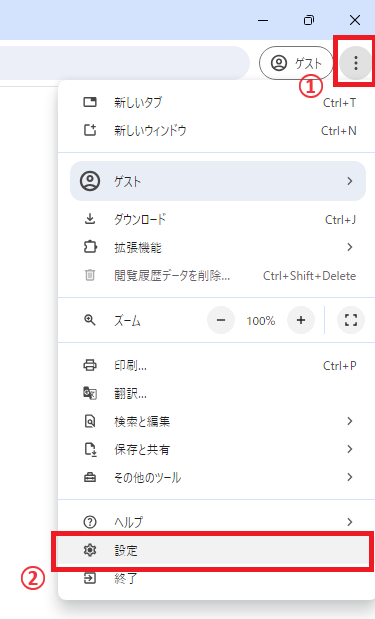 ゲスト
①
新しいタブ Ctrl+T
新しいウィンドウ Ctrl+N
ゲスト
ダウンロード Ctrl+J
拡張機能
閲覧履歴データを削除... Ctrl+Shift+Delete
ズーム 100%
印刷... Ctrl+P
翻訳...
検索と編集
保存と共有
その他のツール
ヘルプ
設定
② 終了